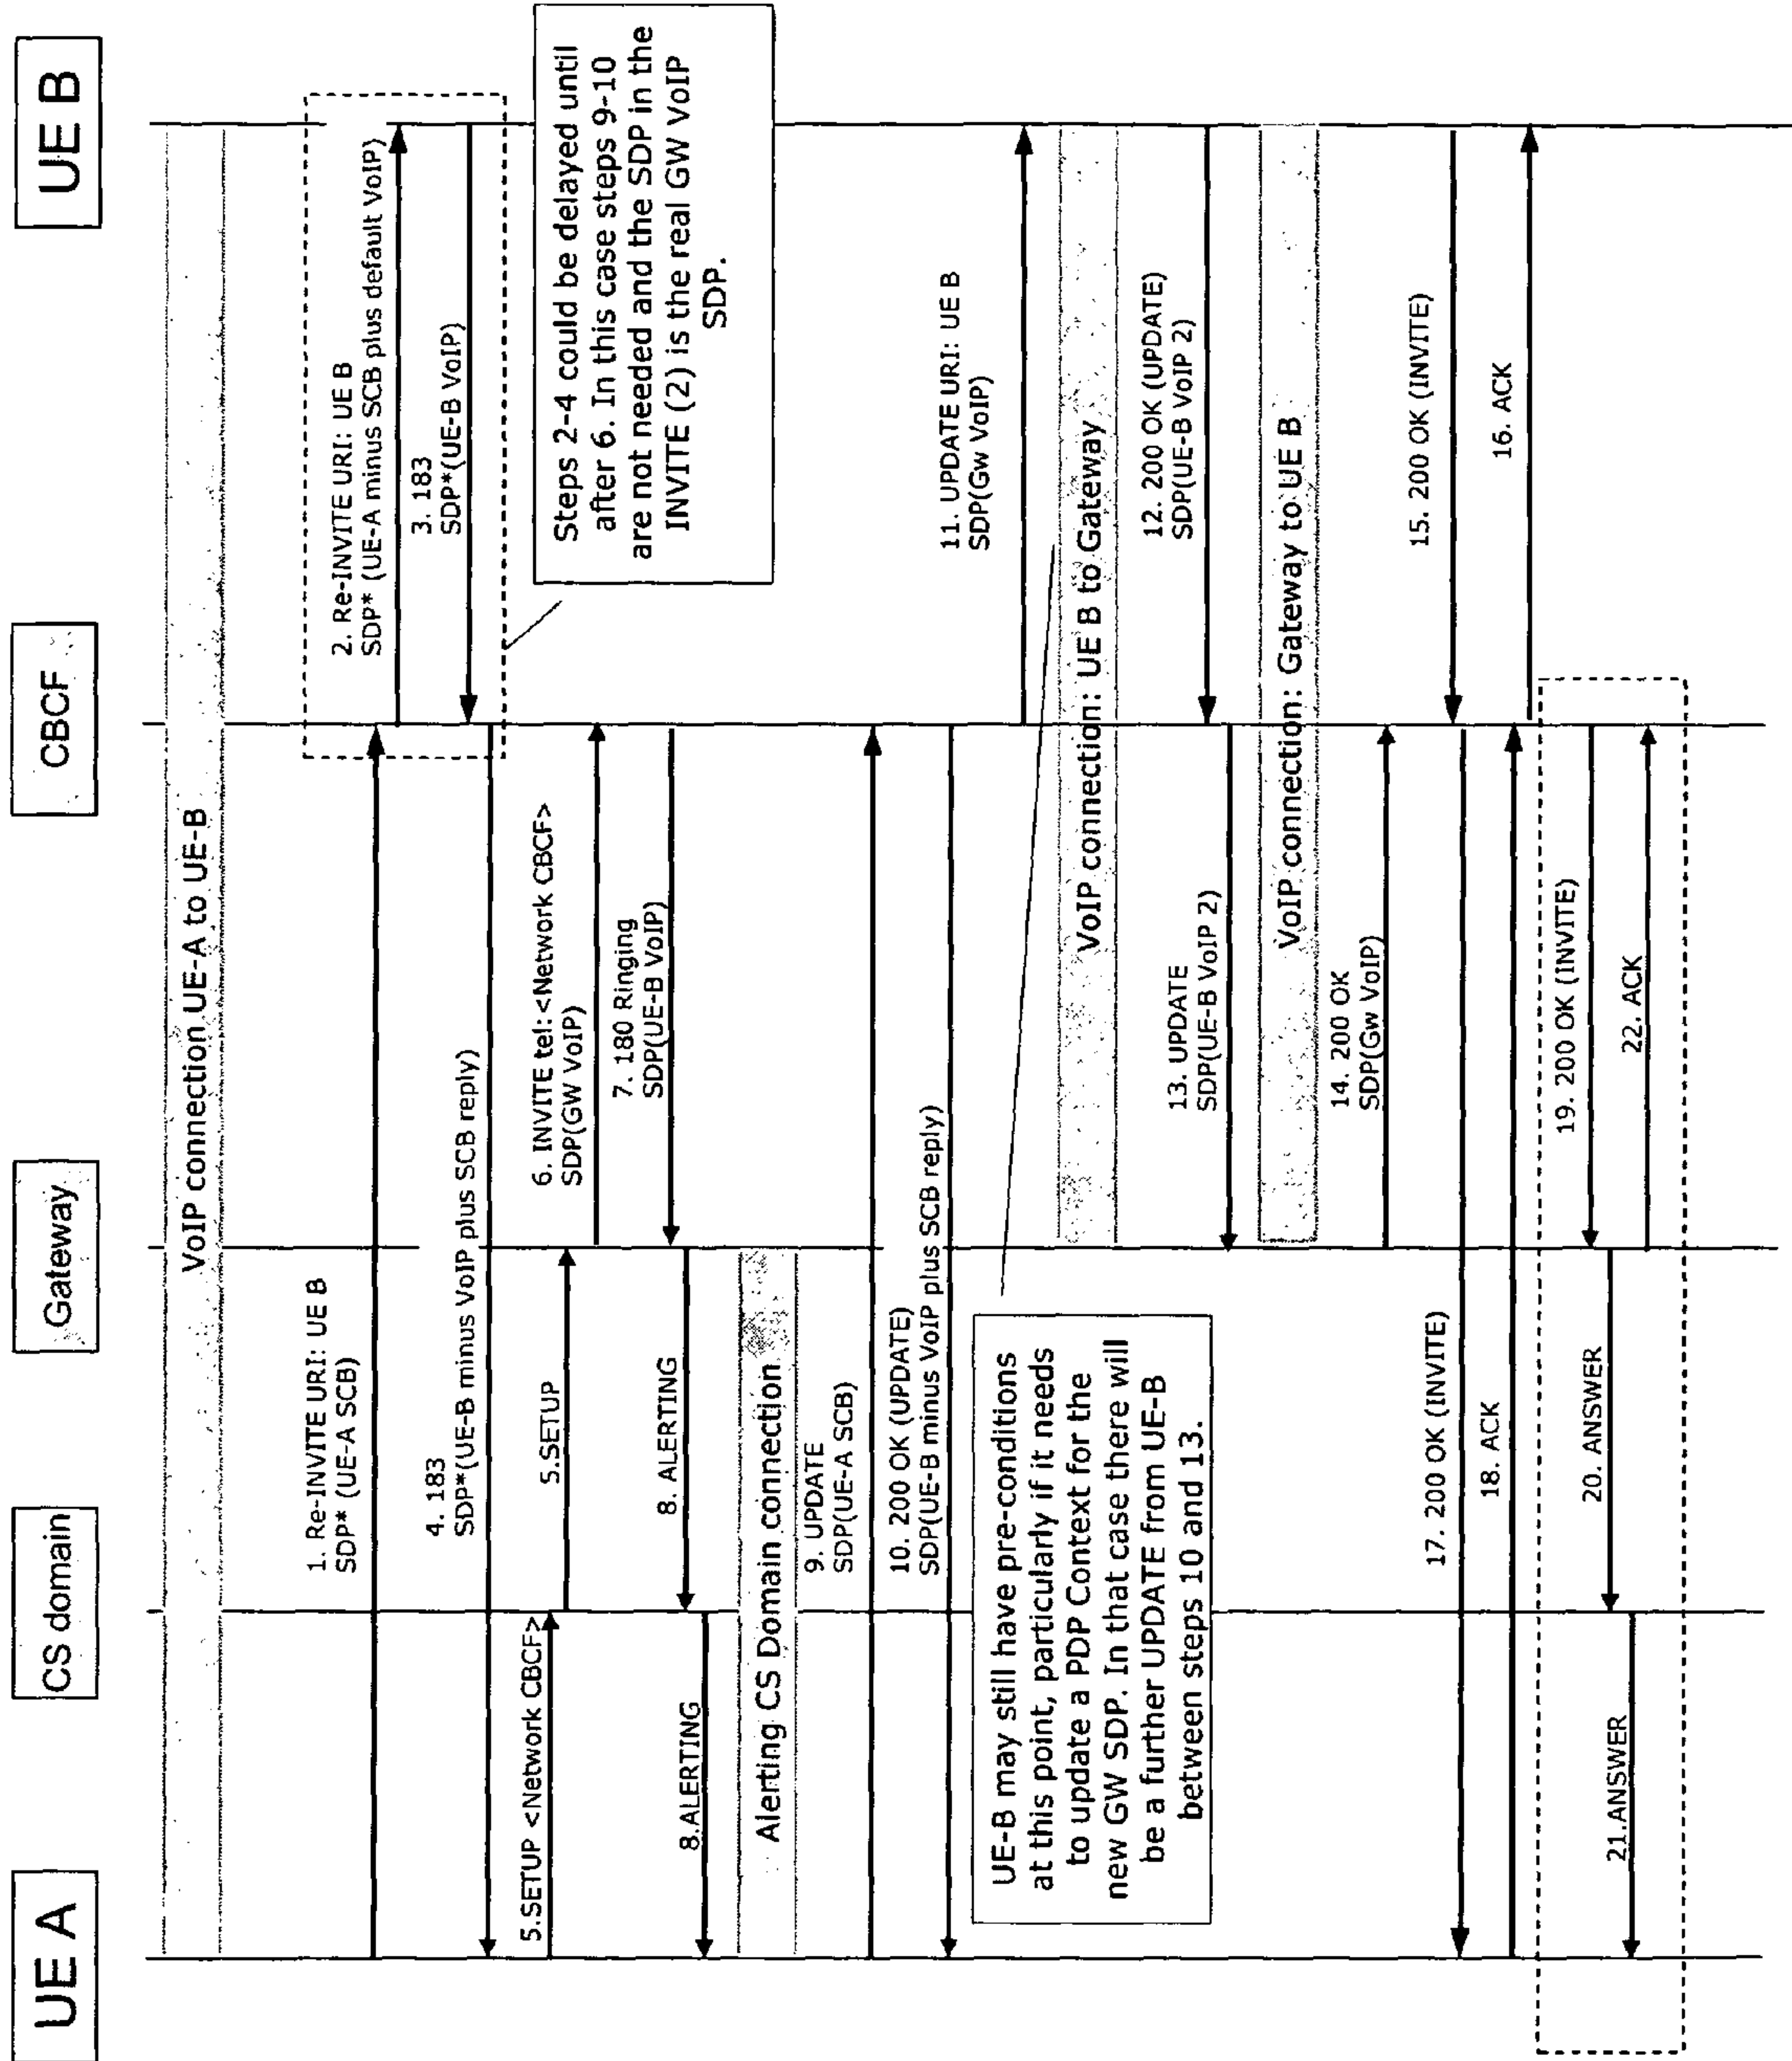 UE A
CS domain
Gateway
CBCF
UE B
VoIP connection UE-A to UE-B
1. Re-INVITE URI: UE B
SDP* (UE-A SCB)
2. Re-INVITE URI: UE B
SDP* (UE-A minus SCB plus default VoIP)
3. 183
SDP*(UE-B VoIP)
4. 183
SDP*(UE-B minus VoIP plus SCB reply)
Steps 2-4 could be delayed until
after 6. In this case steps 9-10
are not needed and the SDP in the
INVITE (2) is the real GW VoIP
SDP.
5.SETUP <Network CBCF>
5.SETUP
6. INVITE tel: <Network CBCF>
SDP(GW VoIP)
7. 180 Ringing
SDP(UE-B VoIP)
8. ALERTING
8.ALERTING
Alerting CS Domain connection
9. UPDATE
SDP(UE-A SCB)
10. 200 OK (UPDATE)
SDP(UE-B minus VoIP plus SCB reply)
11. UPDATE URI: UE B
SDP(Gw VoIP)
VoIP connection: UE B to Gateway
UE-B may still have pre-conditions
at this point, particularly if it needs
to update a PDP Context for the
new GW SDP. In that case there will
be a further UPDATE from UE-B
between steps 10 and 13.
12. 200 OK (UPDATE)
SDP(UE-B VoIP 2)
13. UPDATE
SDP(UE-B VoIP 2)
VoIP connection: Gateway to UE B
14. 200 OK
SDP(Gw VoIP)
15. 200 OK (INVITE)
16. ACK
17. 200 OK (INVITE)
18. ACK
19. 200 OK (INVITE)
20. ANSWER
21.ANSWER
22. ACK